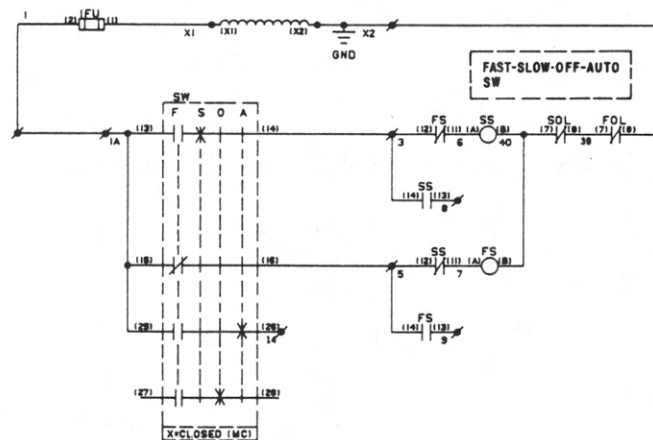 1 FU
(2) (1) X1 (X1) (X2) X2
GND
FAST-SLOW-OFF-AUTO
SW
SW
F S O A
(13) (14) 1A
FS SS SOL FOL
3 (12) (11) 6 (A) (B) 40 (7) (8) 39 (7) (8)
SS
(14) (13) 8
(15) (16)
SS FS
5 (12) (11) 7 (A) (B)
FS
(14) (13) 9
(25) (26) 14
(27) (28)
X=CLOSED (MC)